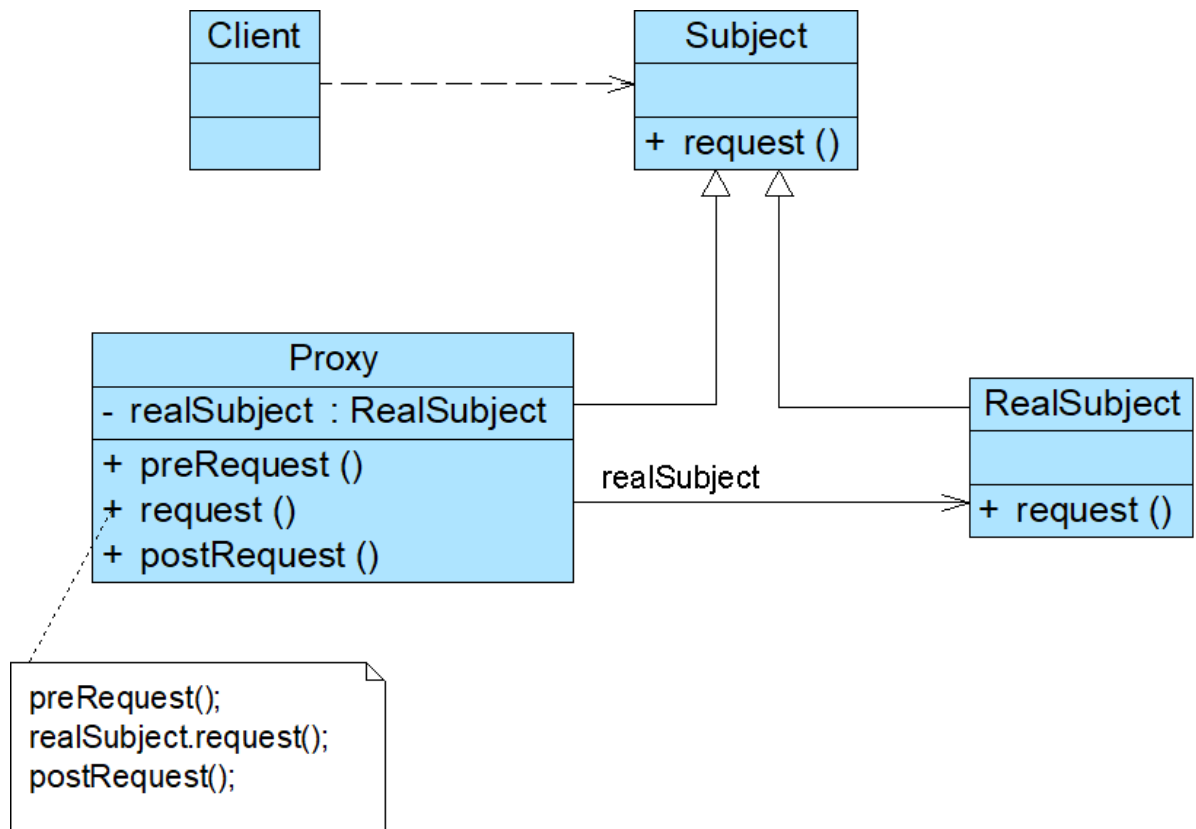 Client
Subject
+ request ()
Proxy
- realSubject : RealSubject
+ preRequest ()
+ request ()
+ postRequest ()
realSubject
RealSubject
+ request ()
preRequest();
realSubject.request();
postRequest();